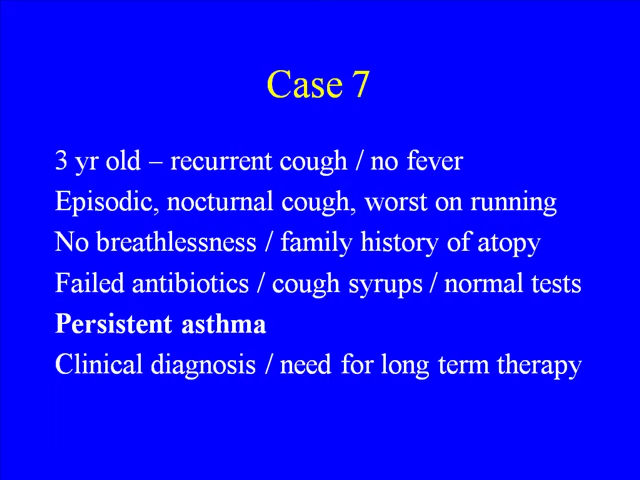 Case 7
3 yr old – recurrent cough / no fever
Episodic, nocturnal cough, worst on running
No breathlessness / family history of atopy
Failed antibiotics / cough syrups / normal tests
Persistent asthma
Clinical diagnosis / need for long term therapy